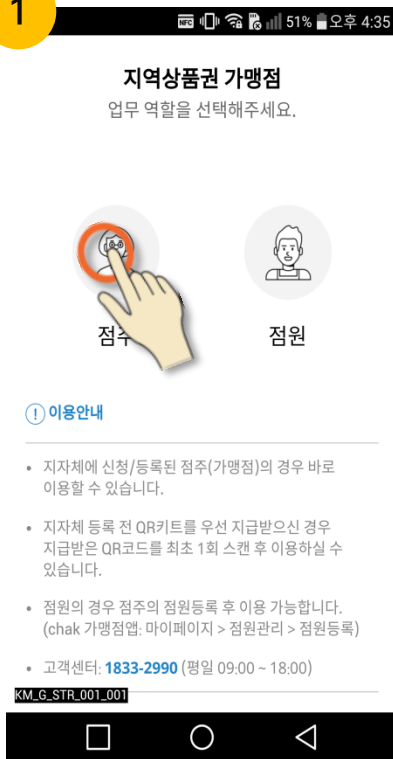 1
NFC 51% 오후 4:35
지역상품권 가맹점
업무 역할을 선택해주세요.
점주 점원
! 이용안내
• 지자체에 신청/등록된 점주(가맹점)의 경우 바로
이용할 수 있습니다.
• 지자체 등록 전 QR키트를 우선 지급받으신 경우
지급받은 QR코드를 최초 1회 스캔 후 이용하실 수
있습니다.
• 점원의 경우 점주의 점원등록 후 이용 가능합니다.
(chak 가맹점앱: 마이페이지 > 점원관리 > 점원등록)
• 고객센터: 1833-2990 (평일 09:00 ~ 18:00)
KM_G_STR_001_001